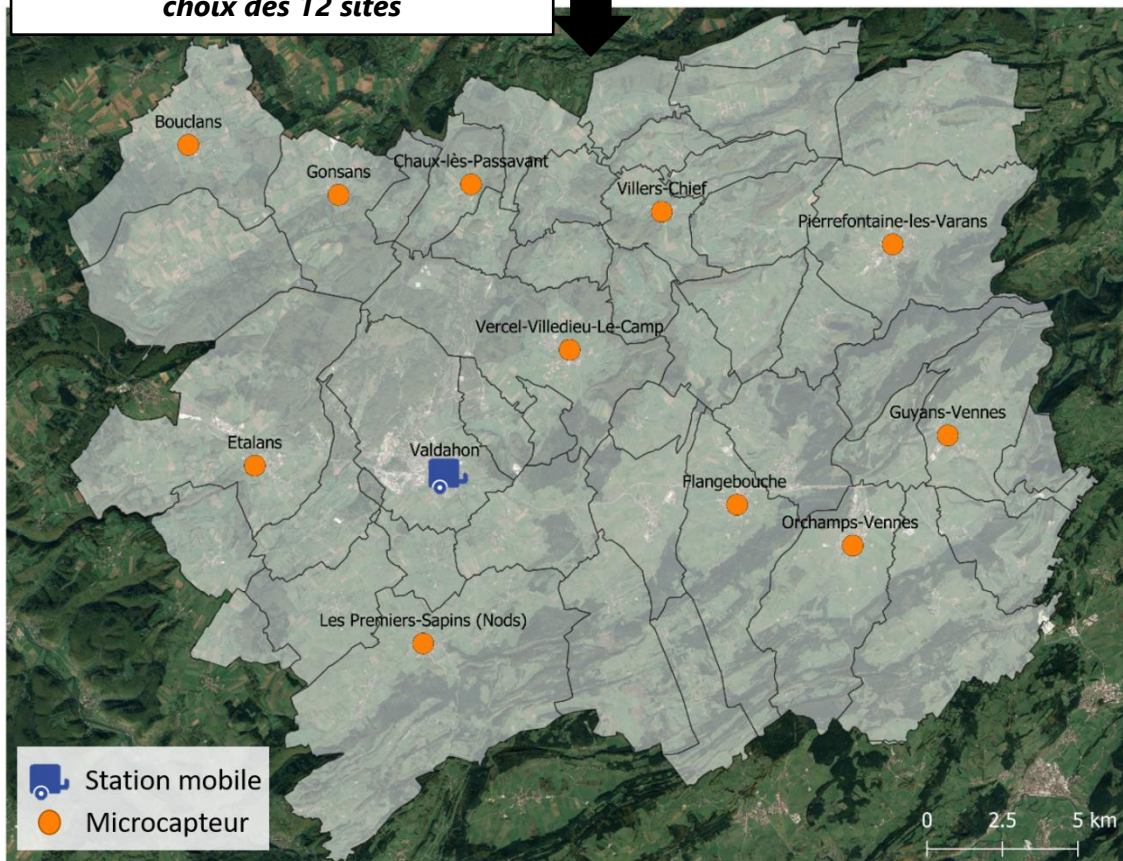 choix des 12 sites
Bouclans
Gonsans
Chaux-lès-Passavant
Villers-Chief
Pierrefontaine-les-Varans
Vercel-Villedieu-Le-Camp
Guyans-Vennes
Etalans
Valdahon
Flangebouche
Orchamps-Vennes
Les Premiers-Sapins (Nods)
Station mobile
Microcapteur
0 2.5 5 km